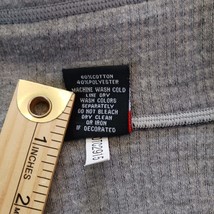 60%COTTON
40%POLYESTER
MACHINE WASH COLD
LINE DRY
WASH COLORS
SEPARATELY
DO NOT BLEACH
DRY CLEAN
OR IRON
IF DECORATED
1
INCHES
2